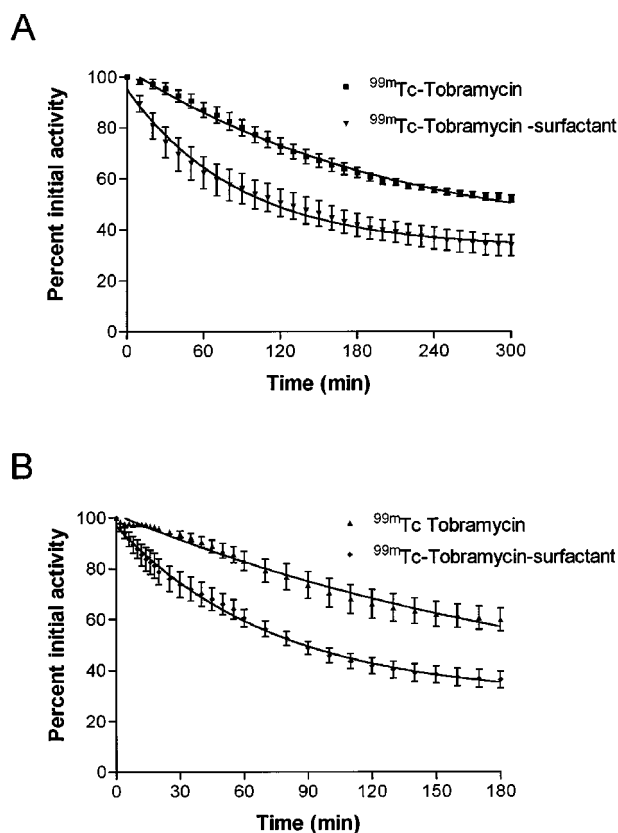 A
100
80
60
40
20
0
Percent initial activity
99mTc-Tobramycin
99mTc-Tobramycin -surfactant
0 60 120 180 240 300
Time (min)
B
100
80
60
40
20
0
Percent initial activity
99mTc Tobramycin
99mTc-Tobramycin-surfactant
0 30 60 90 120 150 180
Time (min)